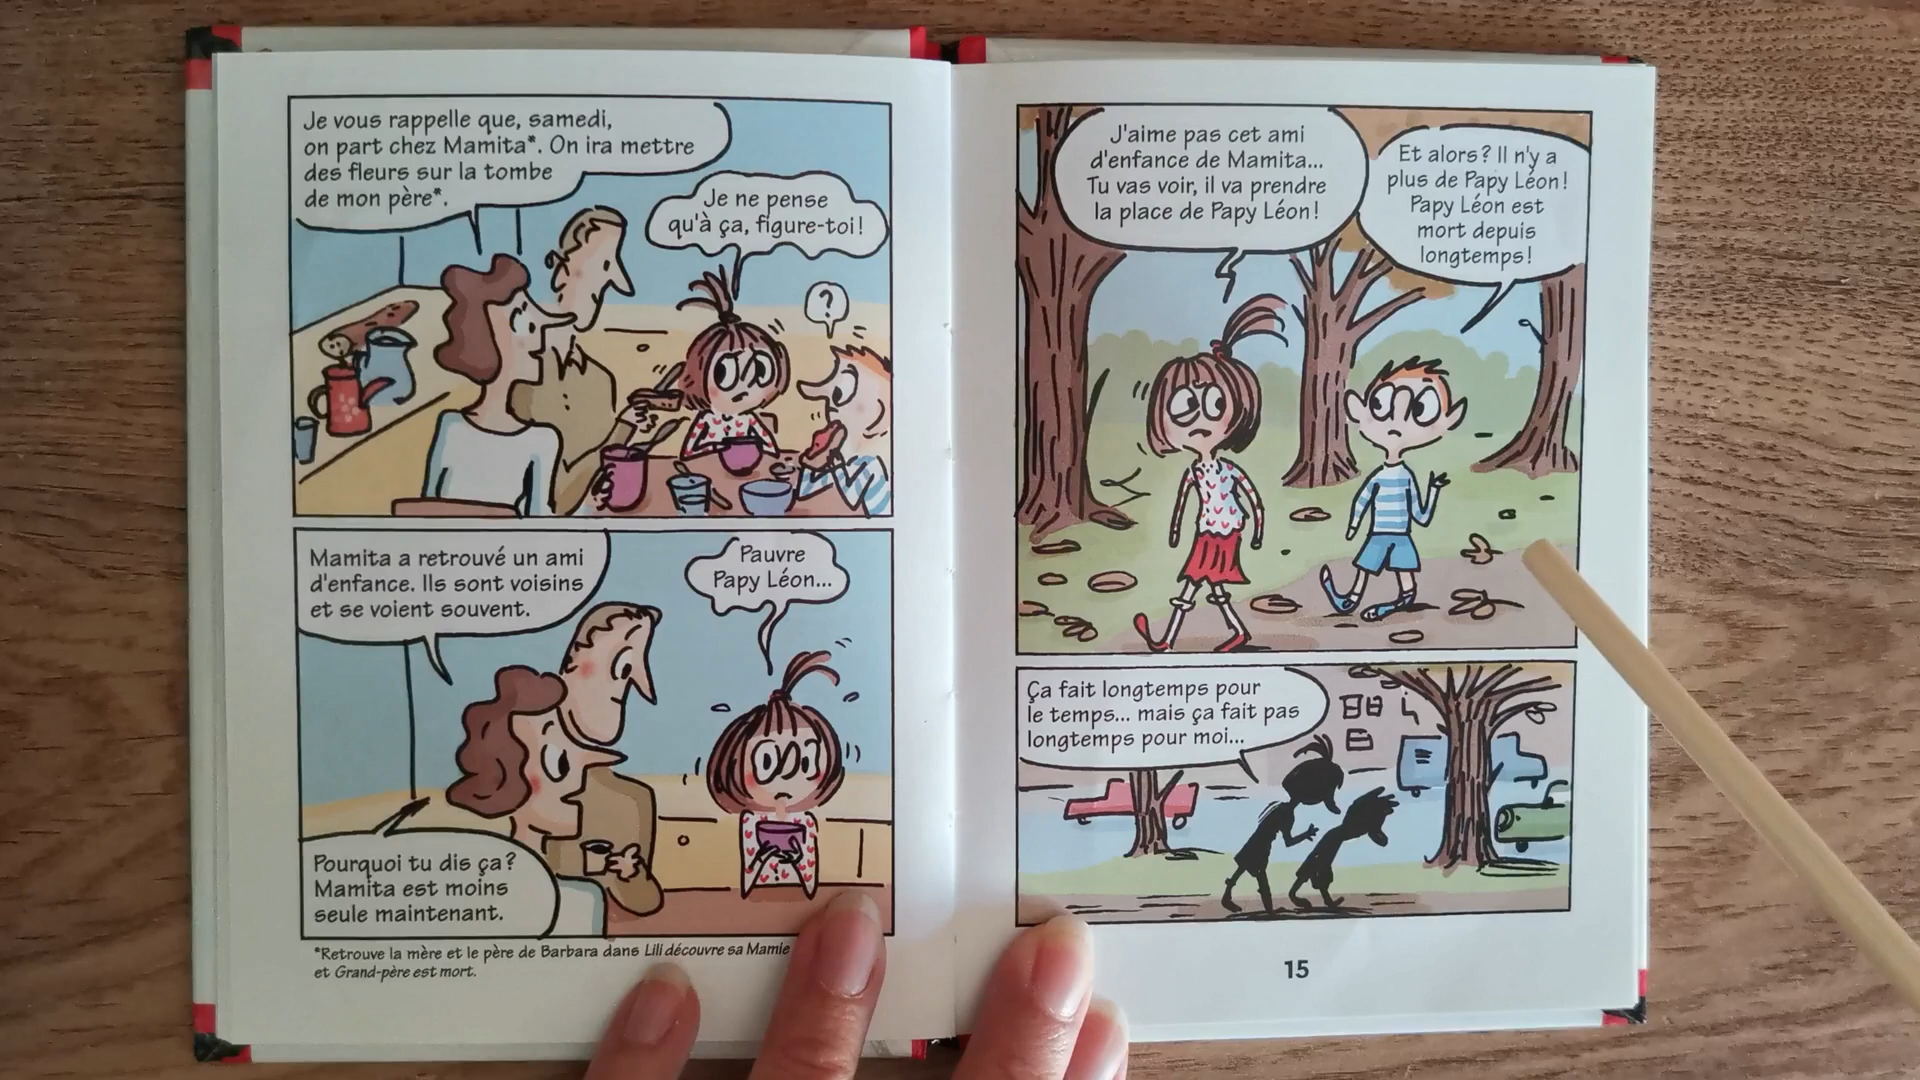 Je vous rappelle que, samedi,
on part chez Mamita*. On ira mettre
des fleurs sur la tombe
de mon père*.
Je ne pense
qu'à ça, figure-toi!
?
Mamita a retrouvé un ami
d'enfance. Ils sont voisins
et se voient souvent.
Pauvre
Papy Léon...
Pourquoi tu dis ça?
Mamita est moins
seule maintenant.
*Retrouve la mère et le père de Barbara dans Lili découvre sa Mamie
et Grand-père est mort.
J'aime pas cet ami
d'enfance de Mamita...
Tu vas voir, il va prendre
la place de Papy Léon!
Et alors? Il n'y a
plus de Papy Léon!
Papy Léon est
mort depuis
longtemps!
Ça fait longtemps pour
le temps... mais ça fait pas
longtemps pour moi...
15